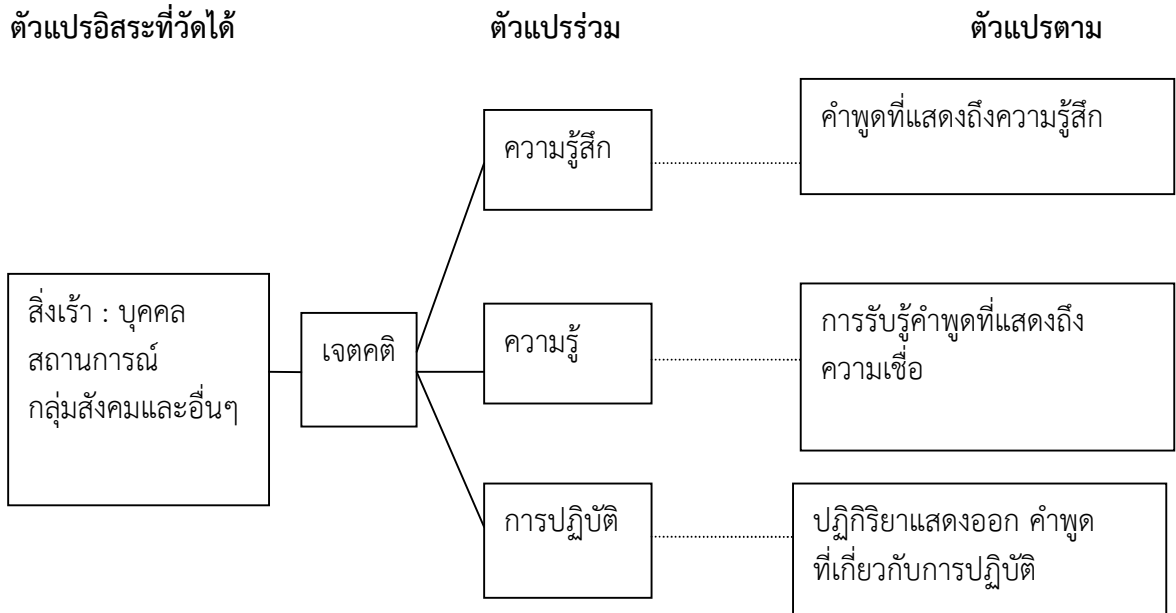 ตัวแปรอิสระที่วัดได้
ตัวแปรร่วม
ตัวแปรตาม
สิ่งเร้า : บุคคล
สถานการณ์
กลุ่มสังคมและอื่นๆ
เจตคติ
ความรู้สึก
คำพูดที่แสดงถึงความรู้สึก
ความรู้
การรับรู้คำพูดที่แสดงถึง
ความเชื่อ
การปฏิบัติ
ปฏิกิริยาแสดงออก คำพูด
ที่เกี่ยวกับการปฏิบัติ